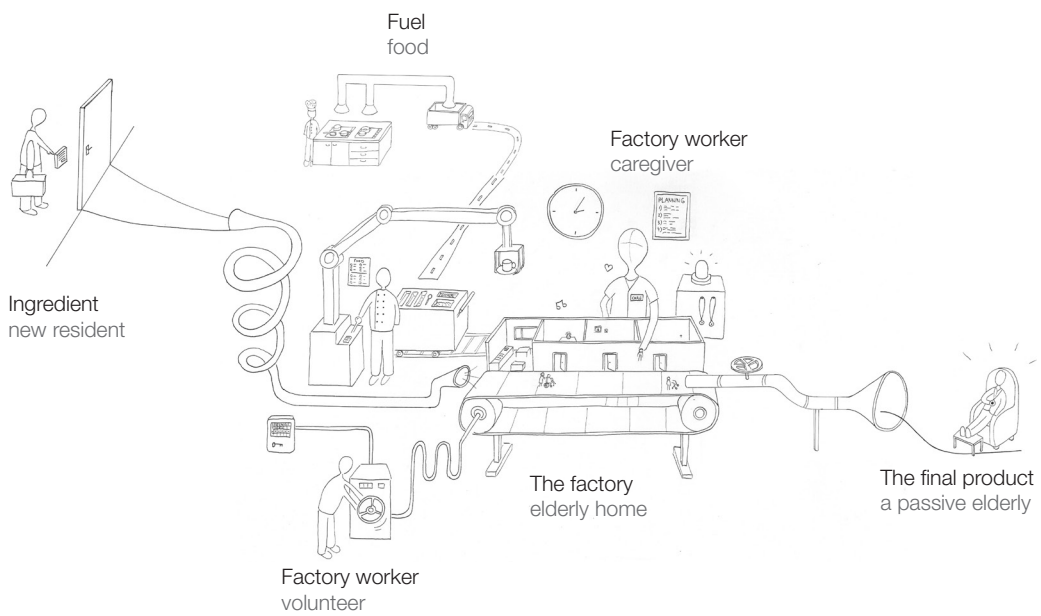 Fuel
food
Factory worker
caregiver
PLANNING
Ingredient
new resident
The factory
elderly home
The final product
a passive elderly
Factory worker
volunteer